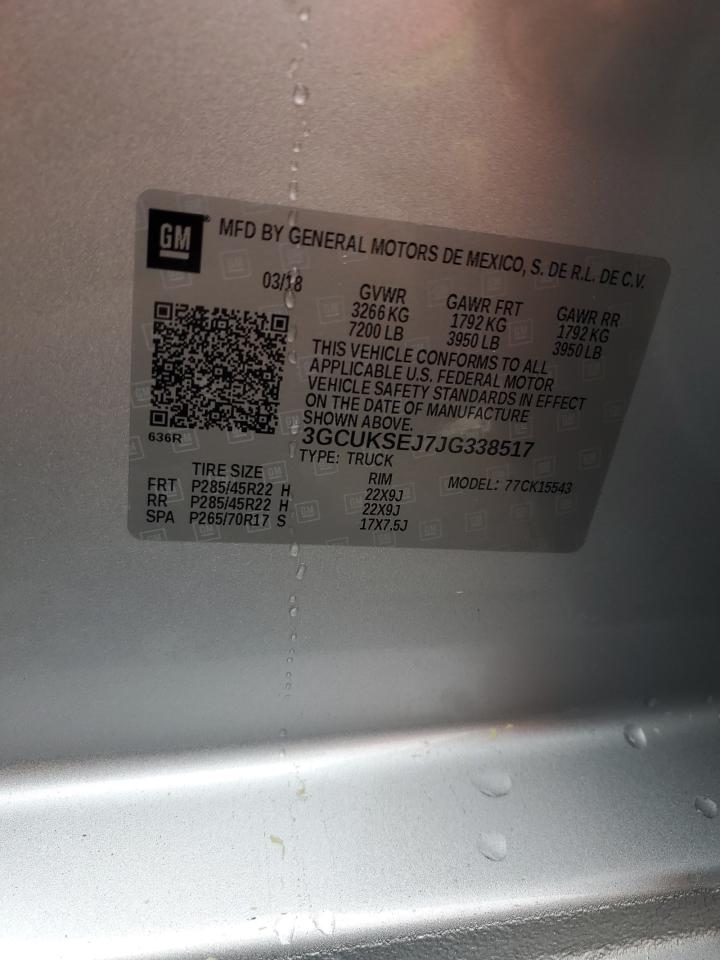 GM® MFD BY GENERAL MOTORS DE MEXICO, S. DE R.L. DE C.V.
03/18 GVWR GAWR FRT GAWR RR
3266 KG 1792 KG 1792 KG
7200 LB 3950 LB 3950 LB
THIS VEHICLE CONFORMS TO ALL
APPLICABLE U.S. FEDERAL MOTOR
VEHICLE SAFETY STANDARDS IN EFFECT
ON THE DATE OF MANUFACTURE
SHOWN ABOVE.
636R 3GCUKSEJ7JG338517
TYPE: TRUCK
TIRE SIZE RIM MODEL: 77CK15543
FRT P285/45R22 H 22X9J
RR P285/45R22 H 22X9J
SPA P265/70R17 S 17X7.5J